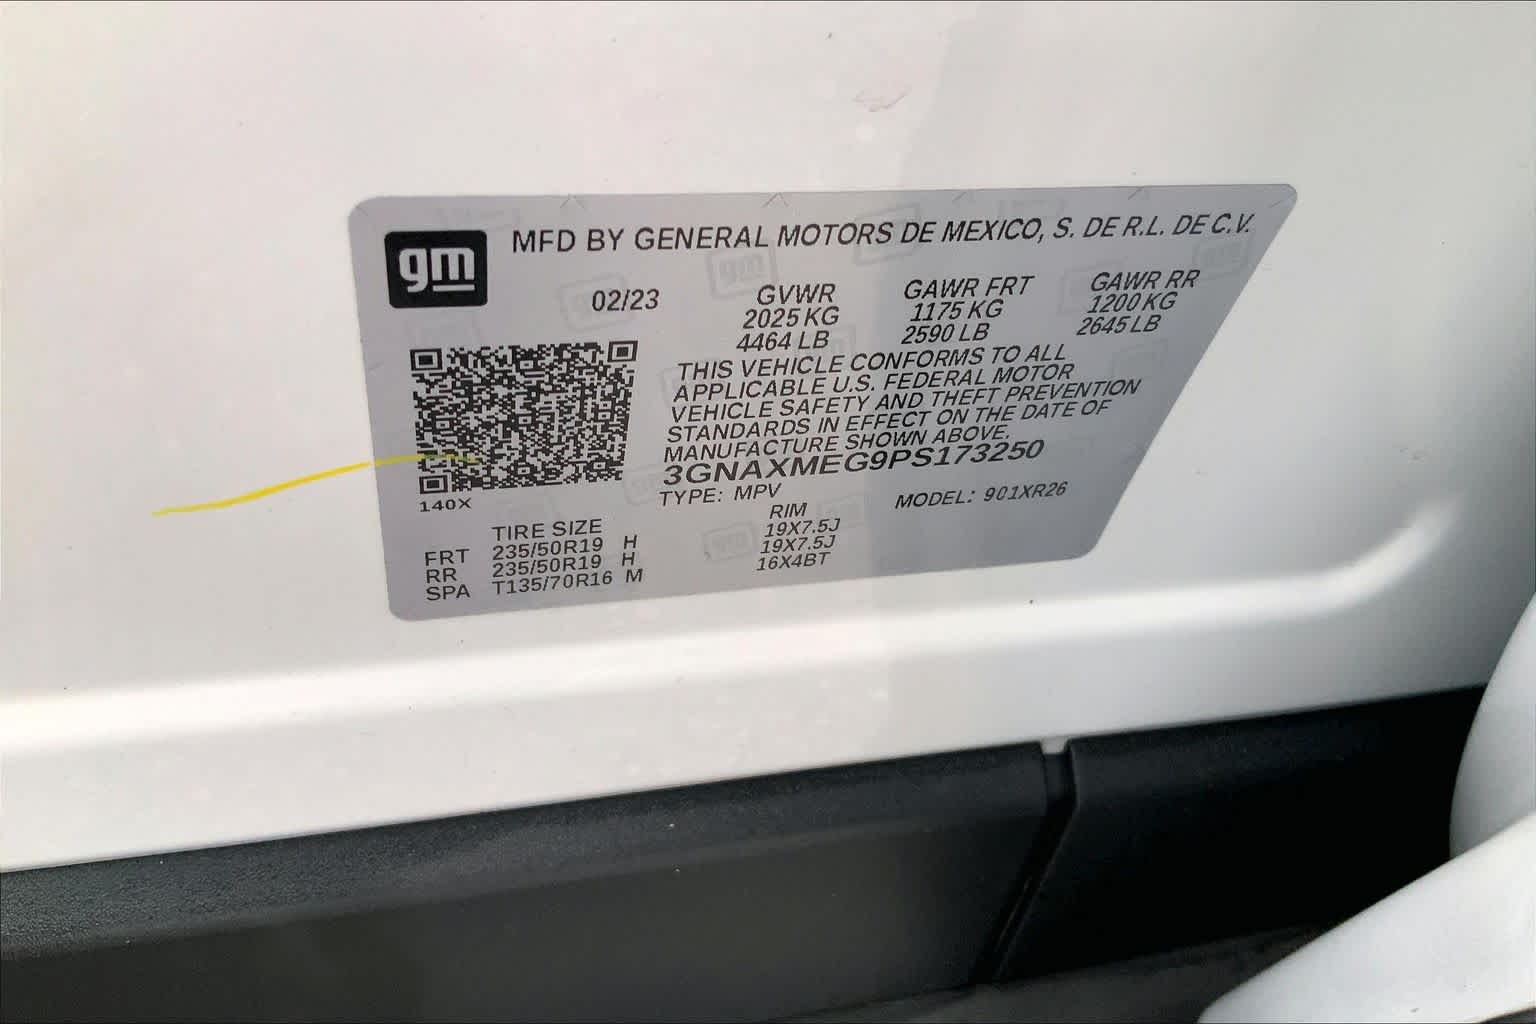 gm
MFD BY GENERAL MOTORS DE MEXICO, S. DE R.L. DE C.V.
02/23 GVWR GAWR FRT GAWR RR
2025 KG 1175 KG 1200 KG
4464 LB 2590 LB 2645 LB
THIS VEHICLE CONFORMS TO ALL
APPLICABLE U.S. FEDERAL MOTOR
VEHICLE SAFETY AND THEFT PREVENTION
STANDARDS IN EFFECT ON THE DATE OF
MANUFACTURE SHOWN ABOVE.
3GNAXMEG9PS173250
TYPE: MPV MODEL: 901XR26
140X
TIRE SIZE RIM
FRT 235/50R19 H 19X7.5J
RR 235/50R19 H 19X7.5J
SPA T135/70R16 M 16X4BT